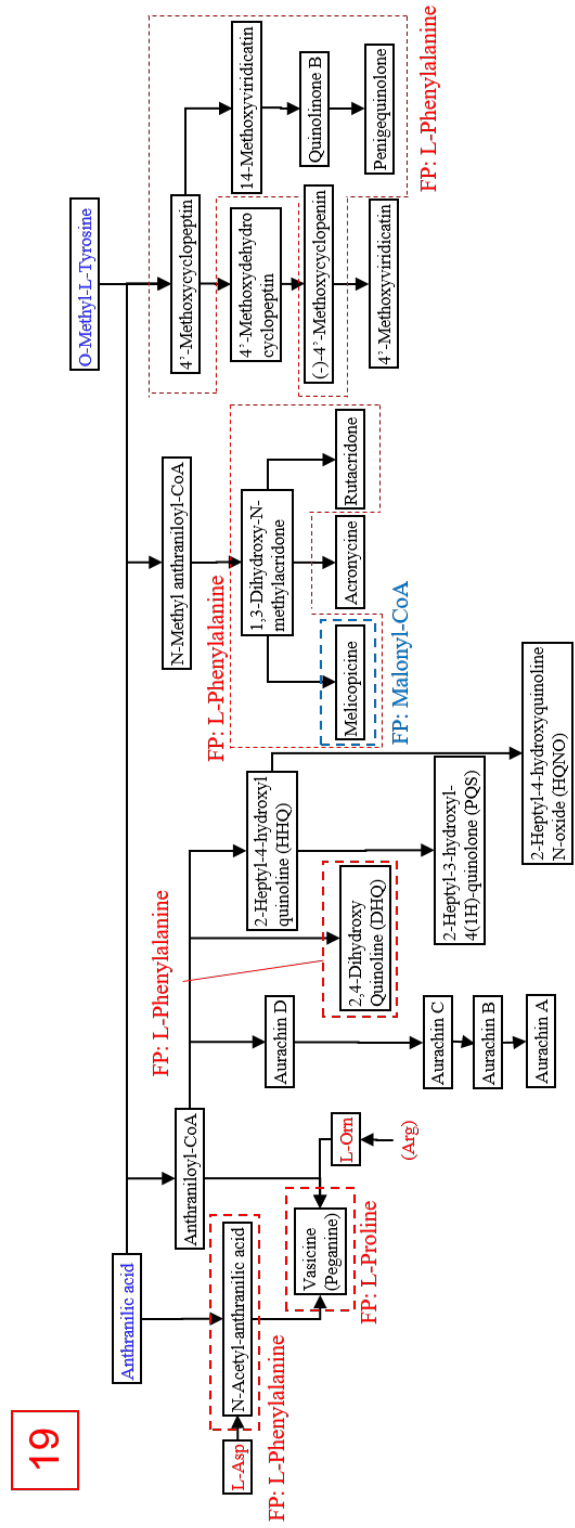 19
Anthranilic acid
O-Methyl-L-Tyrosine
L-Asp
N-Acetyl-anthranilic acid
FP: L-Phenylalanine
Anthraniloyl-CoA
Vasicine
(Peganine)
FP: L-Proline
L-Orn
(Arg)
FP: L-Phenylalanine
Aurachin D
Aurachin C
Aurachin B
Aurachin A
2,4-Dihydroxy
Quinoline (DHQ)
2-Heptyl-4-hydroxyl
quinoline (HHQ)
2-Heptyl-3-hydroxyl-
4(1H)-quinolone (PQS)
2-Heptyl-4-hydroxyquinoline
N-oxide (HQNO)
N-Methyl anthraniloyl-CoA
FP: L-Phenylalanine
1,3-Dihydroxy-N-
methylacridone
Melicopicine
FP: Malonyl-CoA
Acronycine
Rutacridone
4’-Methoxycyclopeptin
4’-Methoxydehydro
cyclopeptin
(-)-4’-Methoxycyclopenin
4’-Methoxyviridicatin
14-Methoxyviridicatin
Quinolinone B
Penigequinolone
FP: L-Phenylalanine